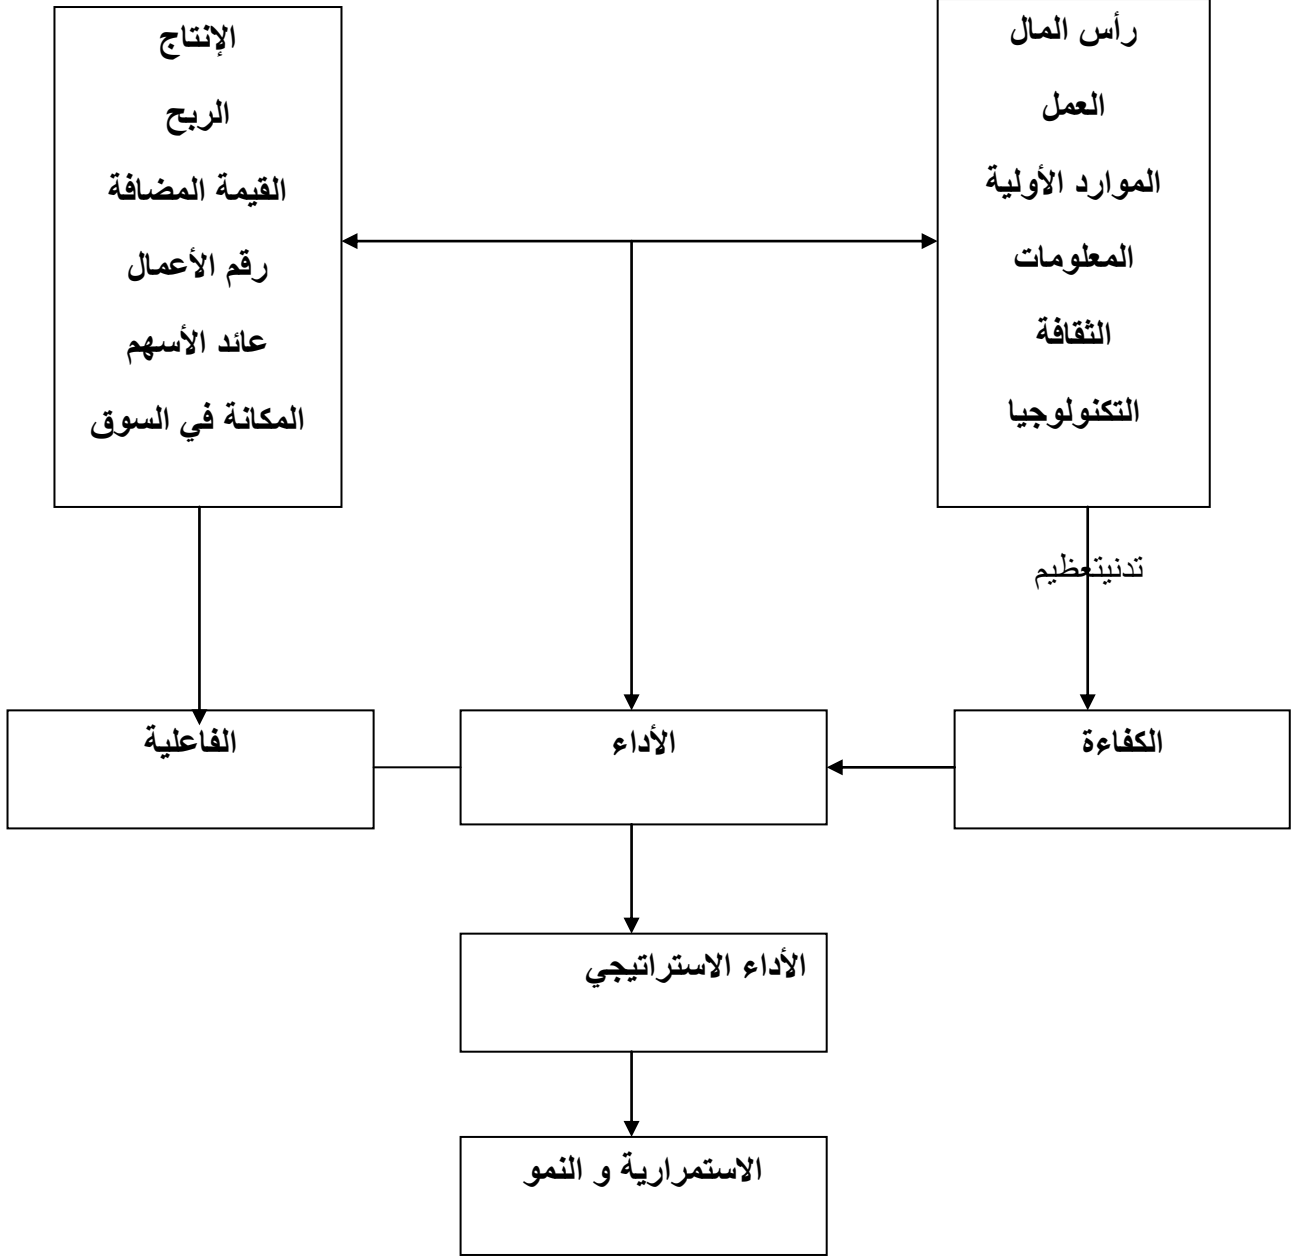 رأس المال
العمل
الموارد الأولية
المعلومات
الثقافة
التكنولوجيا
الإنتاج
الربح
القيمة المضافة
رقم الأعمال
عائد الأسهم
المكانة في السوق
تدنيتعظيم
الكفاءة
الأداء
الفاعلية
الأداء الاستراتيجي
الاستمرارية و النمو